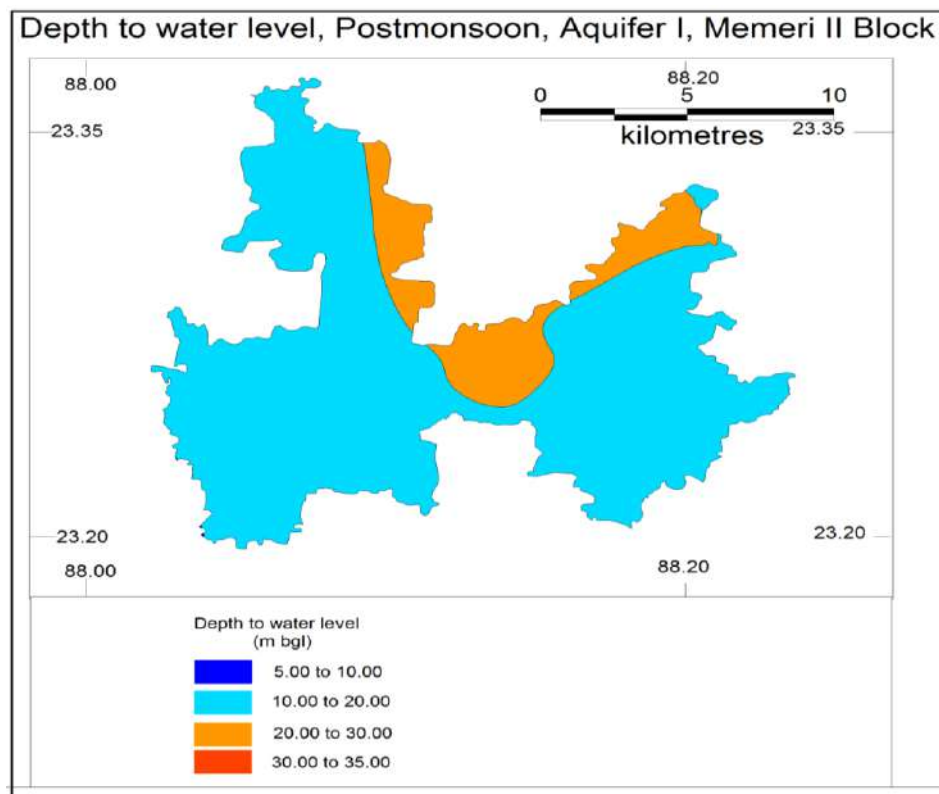 Depth to water level, Postmonsoon, Aquifer I, Memeri II Block
88.00
88.20
0 5 10
23.35
kilometres
23.35
23.20
23.20
88.00
88.20
Depth to water level
(m bgl)
5.00 to 10.00
10.00 to 20.00
20.00 to 30.00
30.00 to 35.00